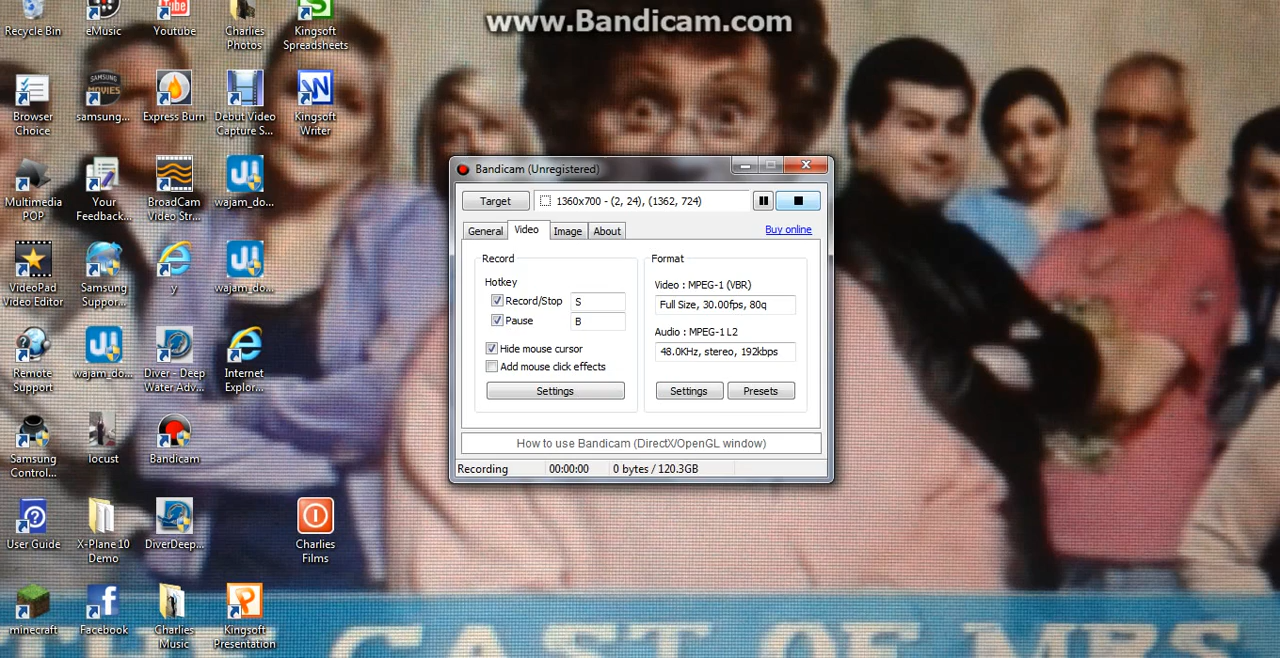 www.Bandicam.com
Recycle Bin
eMusic
Youtube
Charlies
Photos
Kingsoft
Spreadsheets
Browser
Choice
SAMSUNG
MOVIES
samsung...
Express Burn
Debut Video
Capture S...
Kingsoft
Writer
Multimedia
POP
Your
Feedback...
BroadCam
Video Str...
wajam_do...
VideoPad
Video Editor
Samsung
Suppor...
y
wajam_do...
Remote
Support
wajam_do...
Diver - Deep
Water Adv...
Internet
Explor...
Samsung
Control...
locust
Bandicam
User Guide
X-Plane 10
Demo
DiverDeep...
Charlies
Films
minecraft
Facebook
Charlies
Music
Kingsoft
Presentation
Bandicam (Unregistered)
Target
1360x700 - (2, 24), (1362, 724)
General
Video
Image
About
Buy online
Record
Hotkey
Record/Stop
S
Pause
B
Hide mouse cursor
Add mouse click effects
Settings
Format
Video : MPEG-1 (VBR)
Full Size, 30.00fps, 80q
Audio : MPEG-1 L2
48.0KHz, stereo, 192kbps
Settings
Presets
How to use Bandicam (DirectX/OpenGL window)
Recording
00:00:00
0 bytes / 120.3GB
THE CAST OF MRS